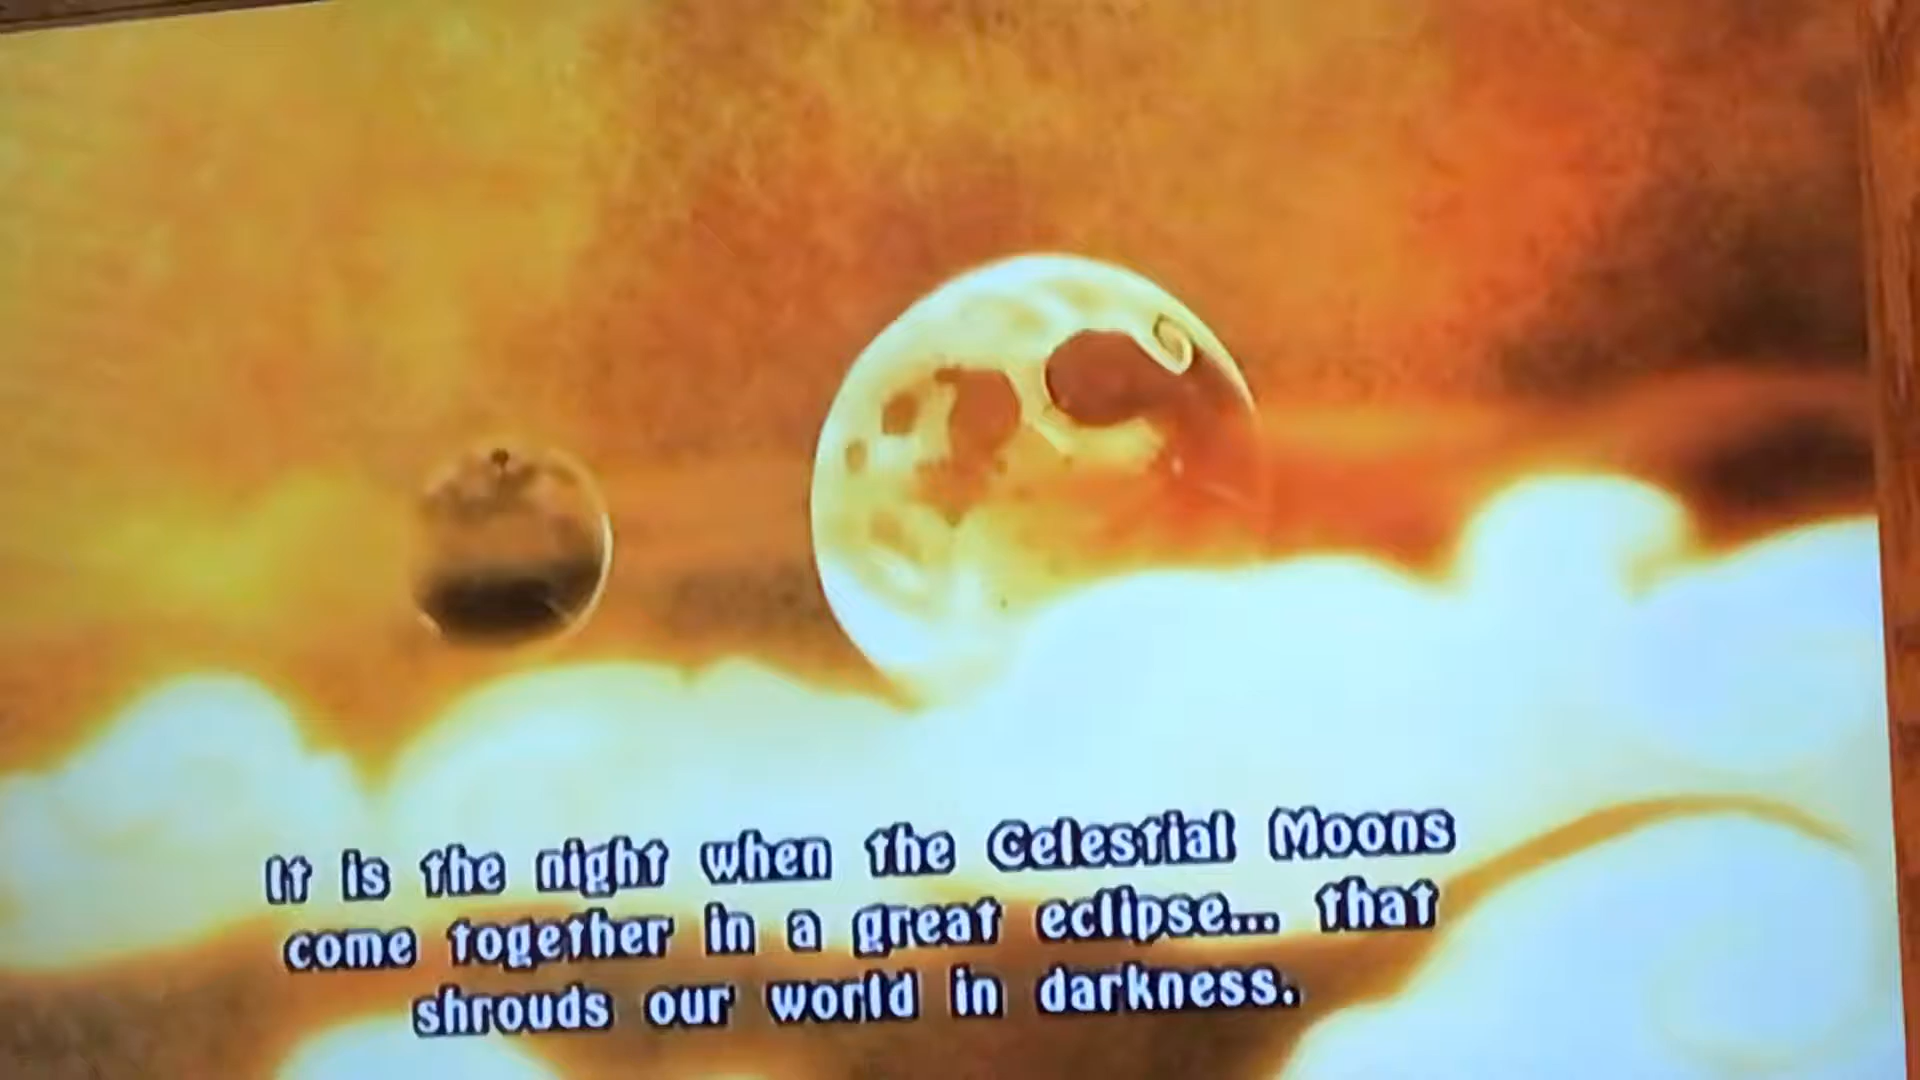 It is the night when the Celestial Moons
come together in a great eclipse... that
shrouds our world in darkness.